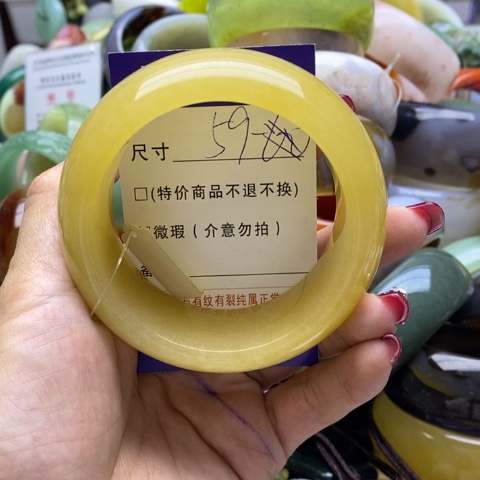 尺寸 59
□(特价商品不退不换)
微瑕(介意勿拍)
有纹有裂纯属正常